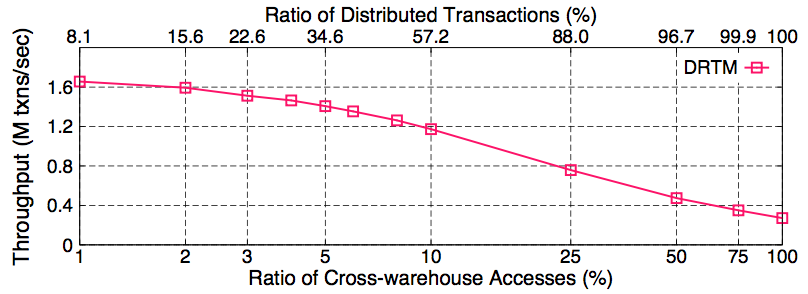 Ratio of Distributed Transactions (%)
8.1 15.6 22.6 34.6 57.2 88.0 96.7 99.9 100
DRTM
Throughput (M txns/sec)
1.6
1.2
0.8
0.4
0
1 2 3 5 10 25 50 75 100
Ratio of Cross-warehouse Accesses (%)